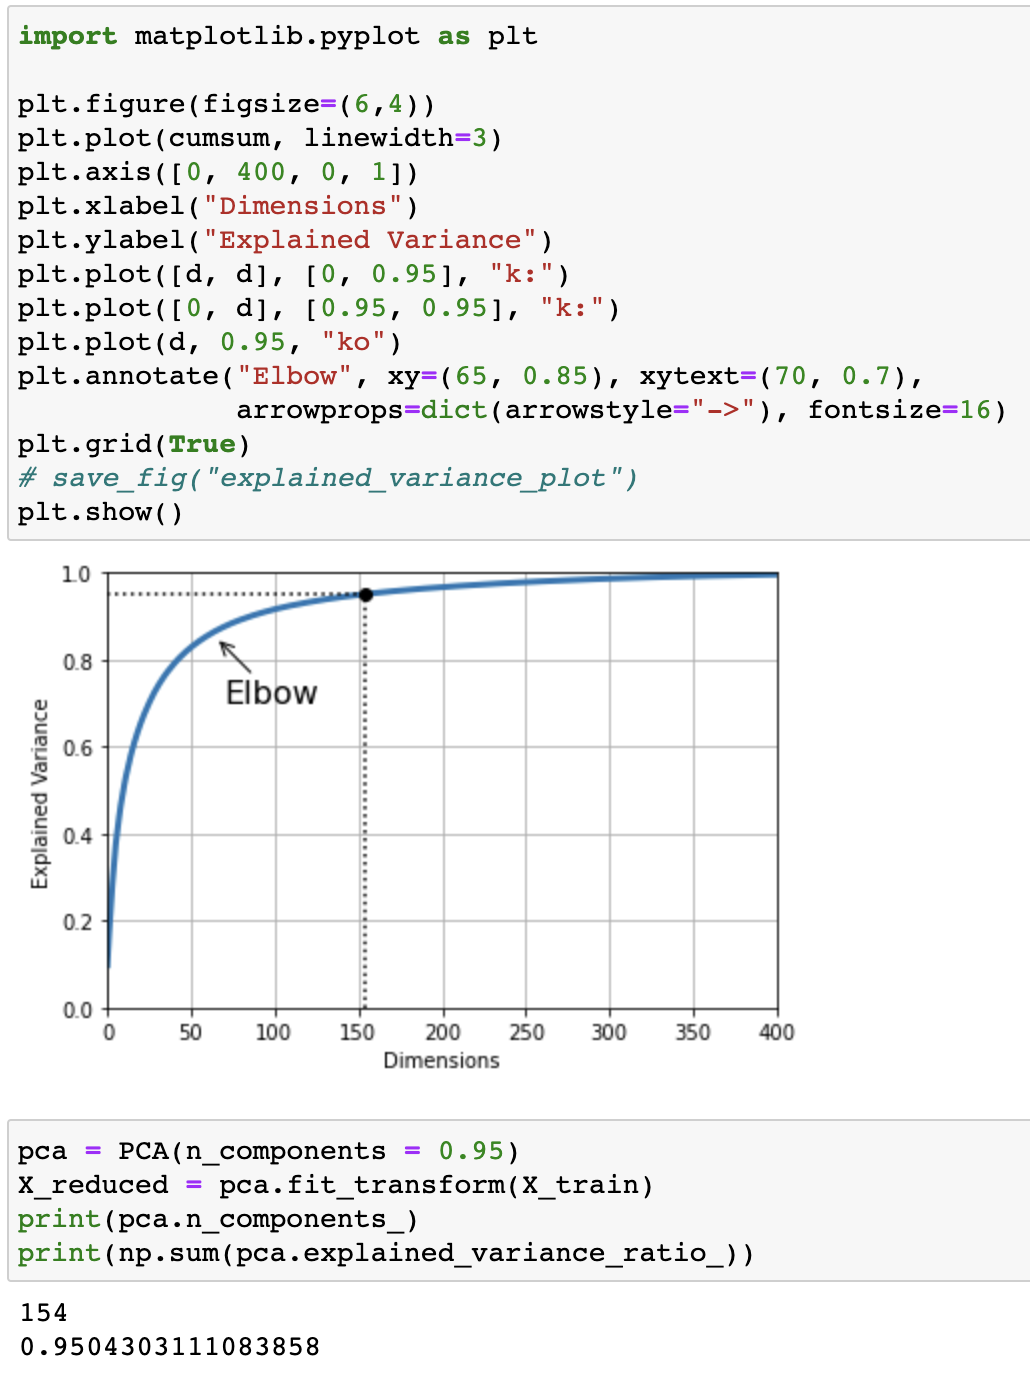 import matplotlib.pyplot as plt

plt.figure(figsize=(6,4))
plt.plot(cumsum, linewidth=3)
plt.axis([0, 400, 0, 1])
plt.xlabel("Dimensions")
plt.ylabel("Explained Variance")
plt.plot([d, d], [0, 0.95], "k:")
plt.plot([0, d], [0.95, 0.95], "k:")
plt.plot(d, 0.95, "ko")
plt.annotate("Elbow", xy=(65, 0.85), xytext=(70, 0.7),
             arrowprops=dict(arrowstyle="->"), fontsize=16)
plt.grid(True)
# save_fig("explained_variance_plot")
plt.show()
1.0
0.8
0.6
0.4
0.2
0.0
Explained Variance
Elbow
0 50 100 150 200 250 300 350 400
Dimensions
pca = PCA(n_components = 0.95)
X_reduced = pca.fit_transform(X_train)
print(pca.n_components_)
print(np.sum(pca.explained_variance_ratio_))
154
0.9504303111083858